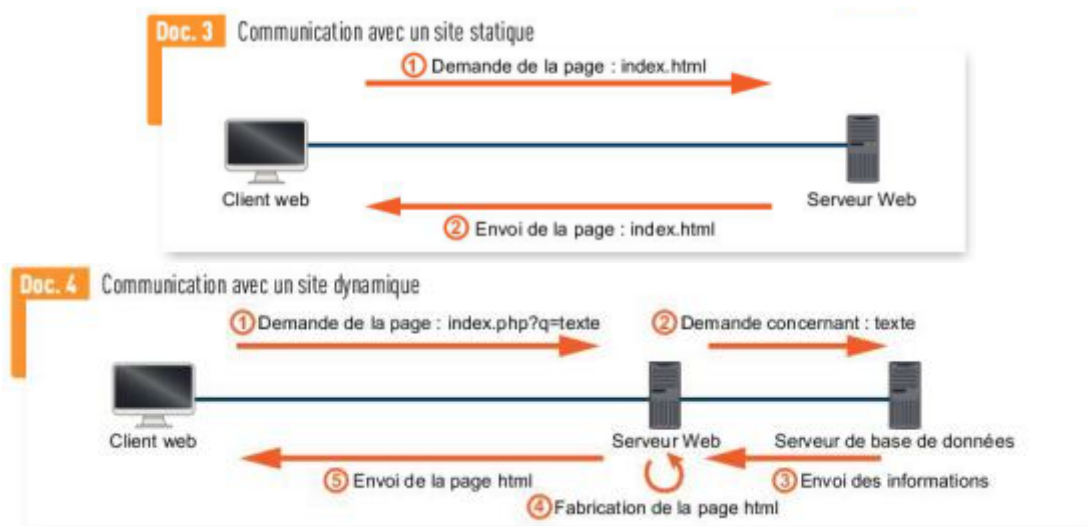 Doc. 3 Communication avec un site statique
① Demande de la page : index.html
Client web
Serveur Web
② Envoi de la page : index.html
Doc. 4 Communication avec un site dynamique
① Demande de la page : index.php?q=texte
② Demande concernant : texte
Client web
Serveur Web
Serveur de base de données
⑤ Envoi de la page html
③ Envoi des informations
④ Fabrication de la page html